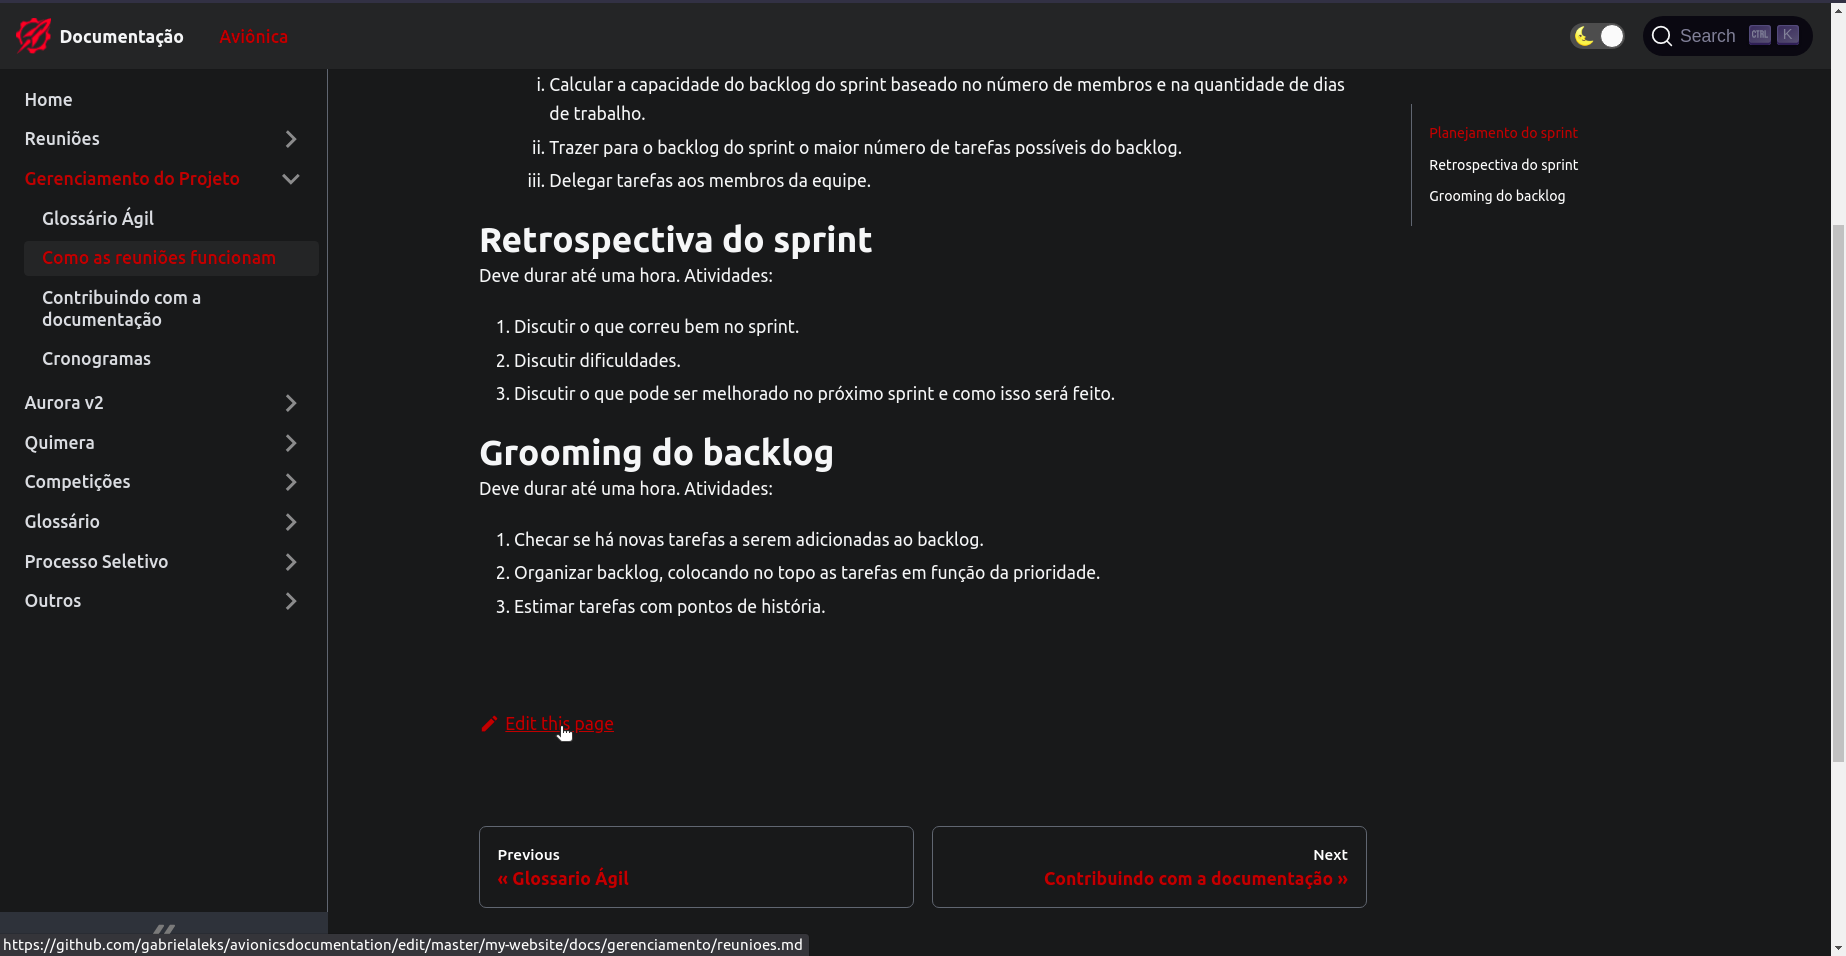 Documentação
Aviônica
Search
CTRL
K
Home
Reuniões
Gerenciamento do Projeto
Glossário Ágil
Como as reuniões funcionam
Contribuindo com a
documentação
Cronogramas
Aurora v2
Quimera
Competições
Glossário
Processo Seletivo
Outros
i. Calcular a capacidade do backlog do sprint baseado no número de membros e na quantidade de dias
de trabalho.
ii. Trazer para o backlog do sprint o maior número de tarefas possíveis do backlog.
iii. Delegar tarefas aos membros da equipe.
Retrospectiva do sprint
Deve durar até uma hora. Atividades:
1. Discutir o que correu bem no sprint.
2. Discutir dificuldades.
3. Discutir o que pode ser melhorado no próximo sprint e como isso será feito.
Grooming do backlog
Deve durar até uma hora. Atividades:
1. Checar se há novas tarefas a serem adicionadas ao backlog.
2. Organizar backlog, colocando no topo as tarefas em função da prioridade.
3. Estimar tarefas com pontos de história.
Edit this page
Previous
« Glossario Ágil
Next
Contribuindo com a documentação »
Planejamento do sprint
Retrospectiva do sprint
Grooming do backlog
https://github.com/gabrielaleks/avionicsdocumentation/edit/master/my-website/docs/gerenciamento/reunioes.md